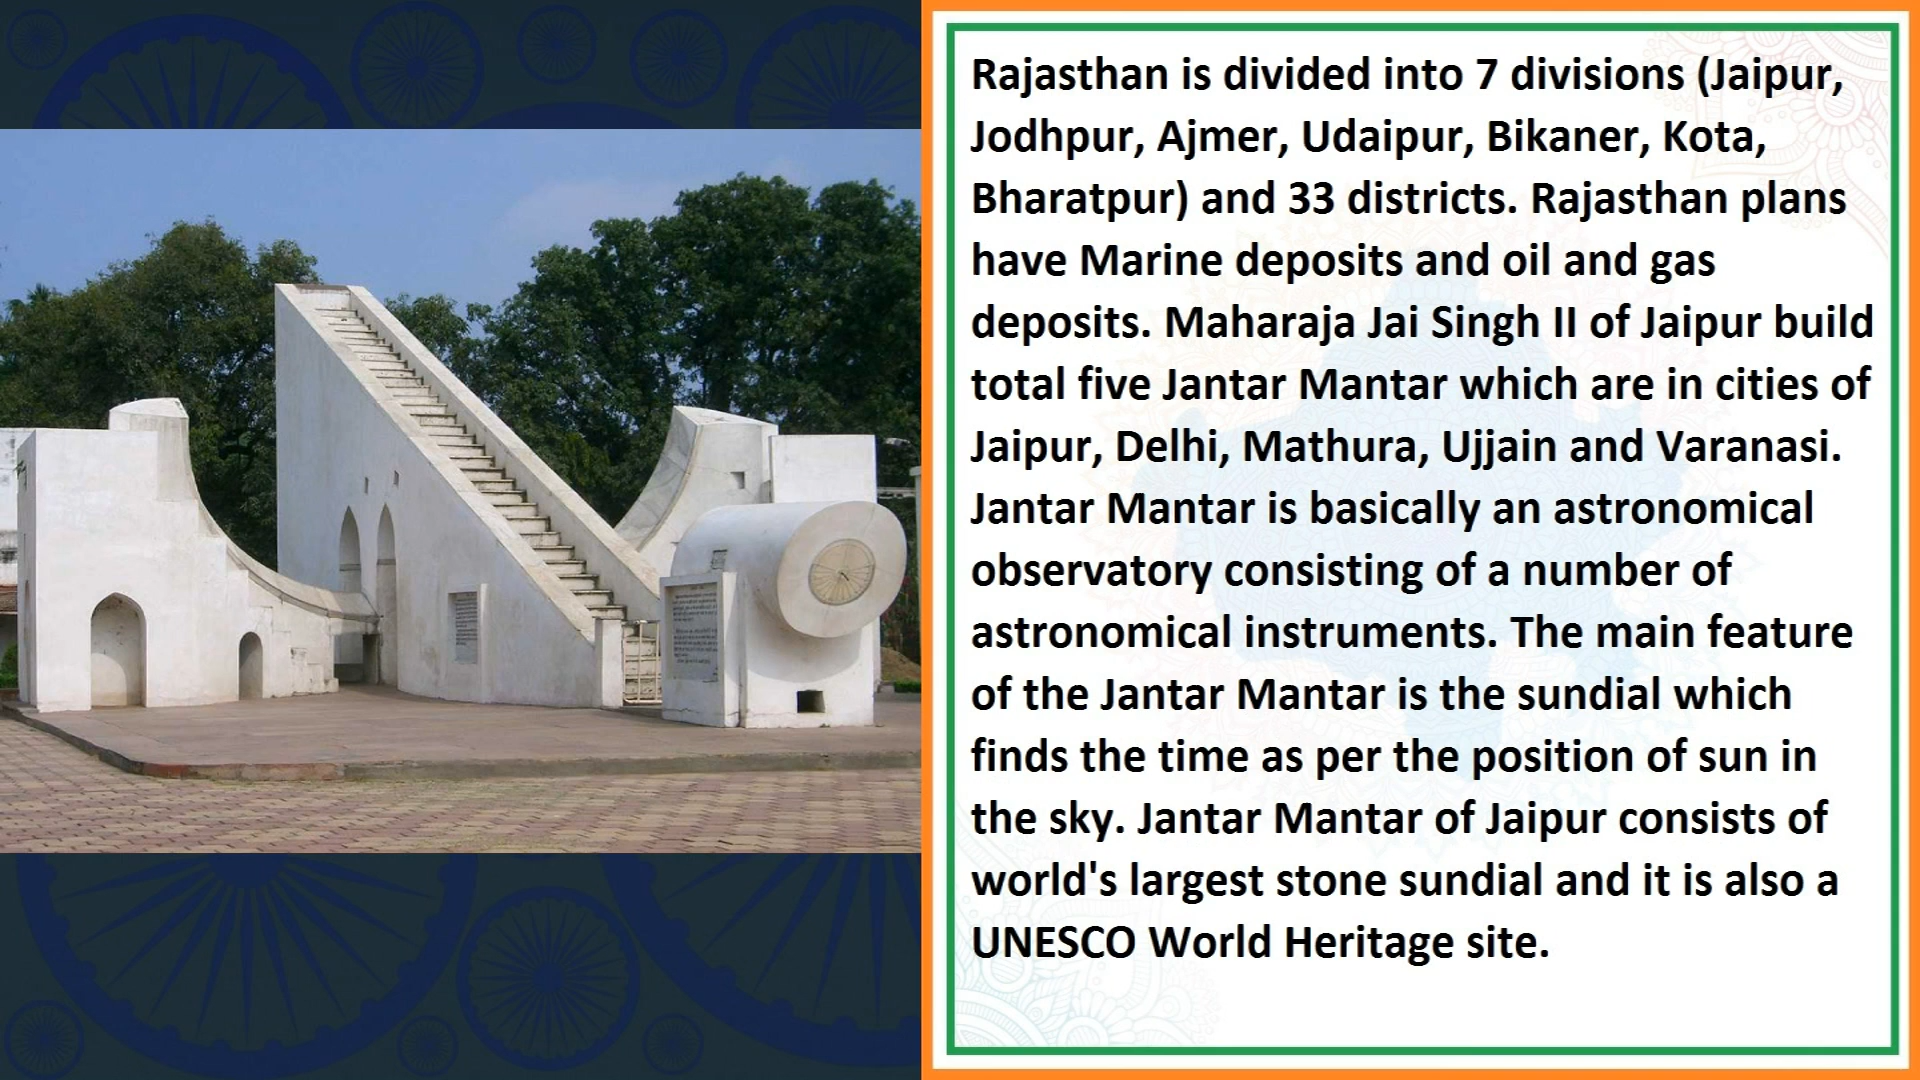 Rajasthan is divided into 7 divisions (Jaipur,
Jodhpur, Ajmer, Udaipur, Bikaner, Kota,
Bharatpur) and 33 districts. Rajasthan plans
have Marine deposits and oil and gas
deposits. Maharaja Jai Singh II of Jaipur build
total five Jantar Mantar which are in cities of
Jaipur, Delhi, Mathura, Ujjain and Varanasi.
Jantar Mantar is basically an astronomical
observatory consisting of a number of
astronomical instruments. The main feature
of the Jantar Mantar is the sundial which
finds the time as per the position of sun in
the sky. Jantar Mantar of Jaipur consists of
world's largest stone sundial and it is also a
UNESCO World Heritage site.